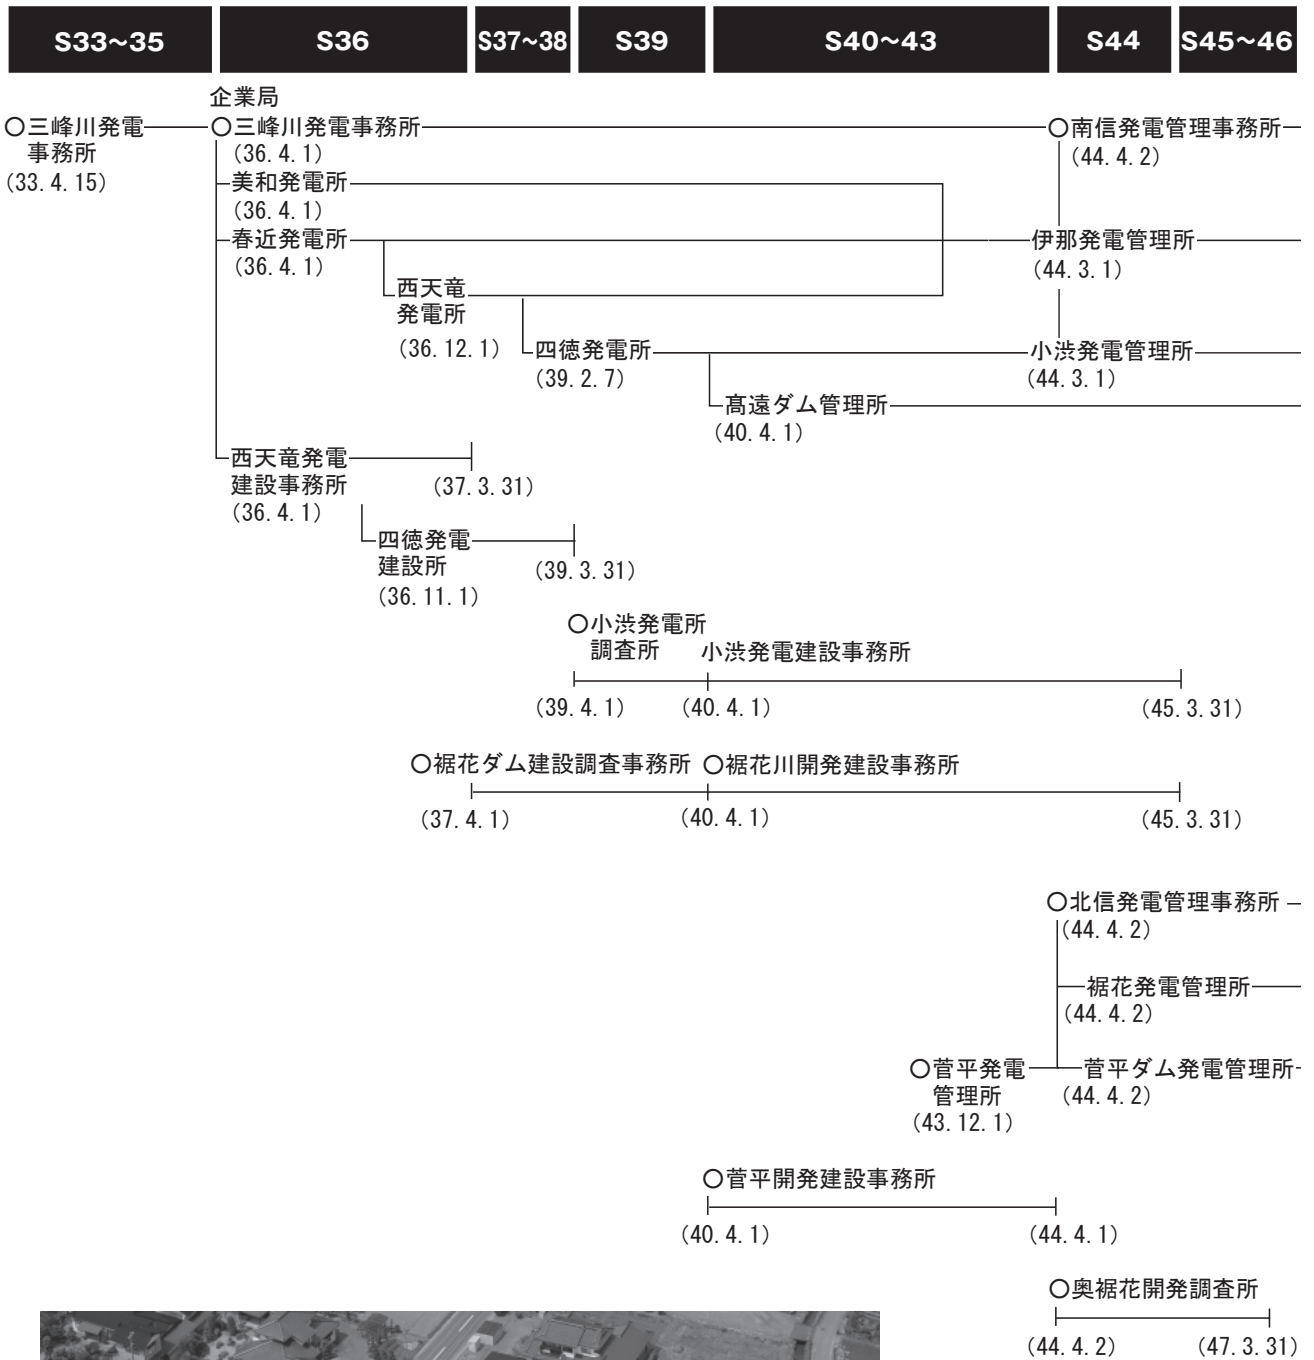 S33~35
S36
S37~38
S39
S40~43
S44
S45~46
企業局
○三峰川発電
事務所
(33.4.15)
○三峰川発電事務所
(36.4.1)
○南信発電管理事務所
(44.4.2)
美和発電所
(36.4.1)
春近発電所
(36.4.1)
伊那発電管理所
(44.3.1)
西天竜
発電所
(36.12.1)
四徳発電所
(39.2.7)
小渋発電管理所
(44.3.1)
髙遠ダム管理所
(40.4.1)
西天竜発電
建設事務所
(36.4.1)
(37.3.31)
四徳発電
建設所
(36.11.1)
(39.3.31)
○小渋発電所
調査所
小渋発電建設事務所
(39.4.1)
(40.4.1)
(45.3.31)
○裾花ダム建設調査事務所
○裾花川開発建設事務所
(37.4.1)
(40.4.1)
(45.3.31)
○北信発電管理事務所
(44.4.2)
裾花発電管理所
(44.4.2)
○菅平発電
管理所
(43.12.1)
菅平ダム発電管理所
(44.4.2)
○菅平開発建設事務所
(40.4.1)
(44.4.1)
○奥裾花開発調査所
(44.4.2)
(47.3.31)